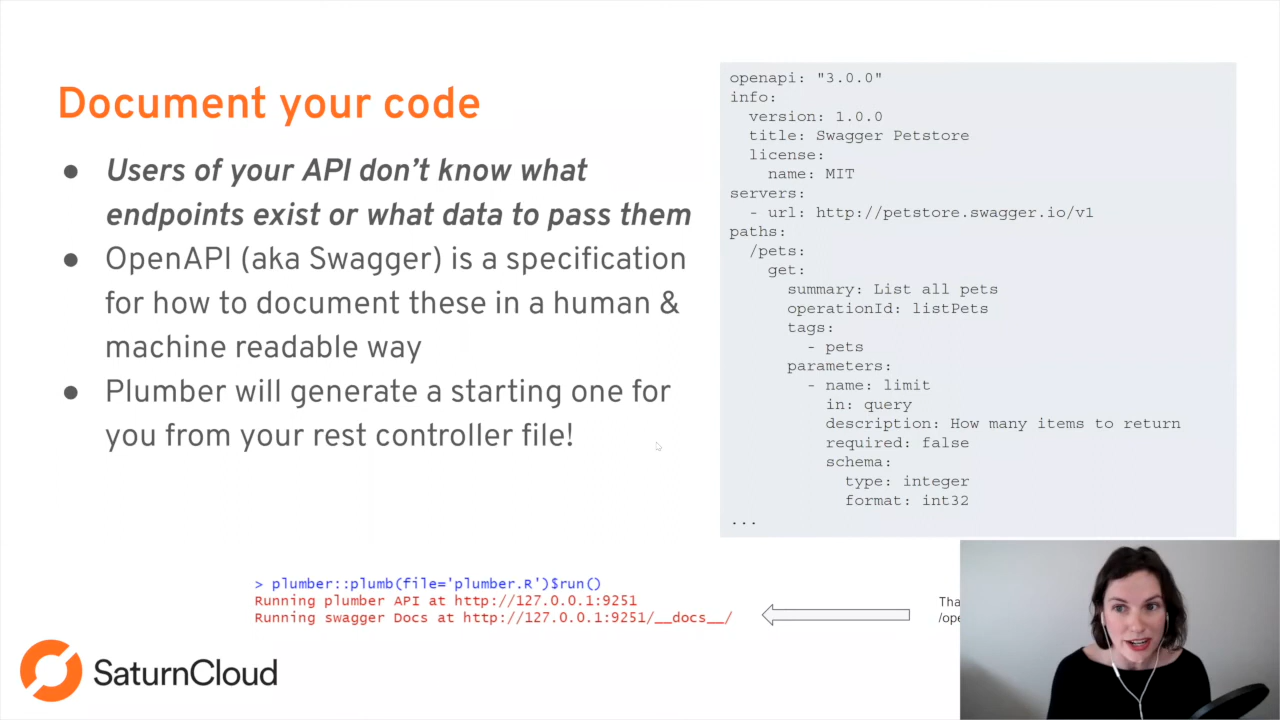 Document your code
● Users of your API don't know what
endpoints exist or what data to pass them
● OpenAPI (aka Swagger) is a specification
for how to document these in a human &
machine readable way
● Plumber will generate a starting one for
you from your rest controller file!
openapi: "3.0.0"
info:
  version: 1.0.0
  title: Swagger Petstore
  license:
    name: MIT
servers:
  - url: http://petstore.swagger.io/v1
paths:
  /pets:
    get:
      summary: List all pets
      operationId: listPets
      tags:
        - pets
      parameters:
        - name: limit
          in: query
          description: How many items to return
          required: false
          schema:
            type: integer
            format: int32
...
> plumber::plumb(file='plumber.R')$run()
Running plumber API at http://127.0.0.1:9251
Running swagger Docs at http://127.0.0.1:9251/__docs__/
SaturnCloud